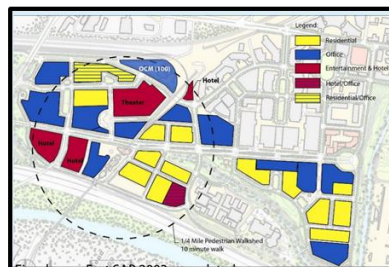 Legend:
Residential
Office
Entertainment & Hotel
Hotel/Office
Residential/Office
OCM (100)
Hotel
Theater
Hotel
Hotel
1/4 Mile Pedestrian Walkshed
10 minute walk